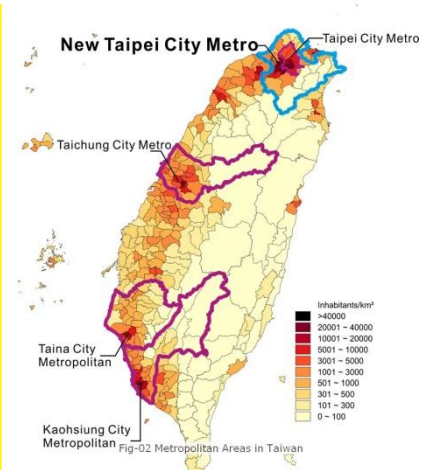 New Taipei City Metro
Taipei City Metro
Taichung City Metro
Taina City
Metropolitan
Kaohsiung City
Metropolitan
Inhabitants/km²
>40000
20001 ~ 40000
10001 ~ 20000
5001 ~ 10000
3001 ~ 5000
1001 ~ 3000
501 ~ 1000
301 ~ 500
101 ~ 300
0 ~ 100
Fig-02 Metropolitan Areas in Taiwan